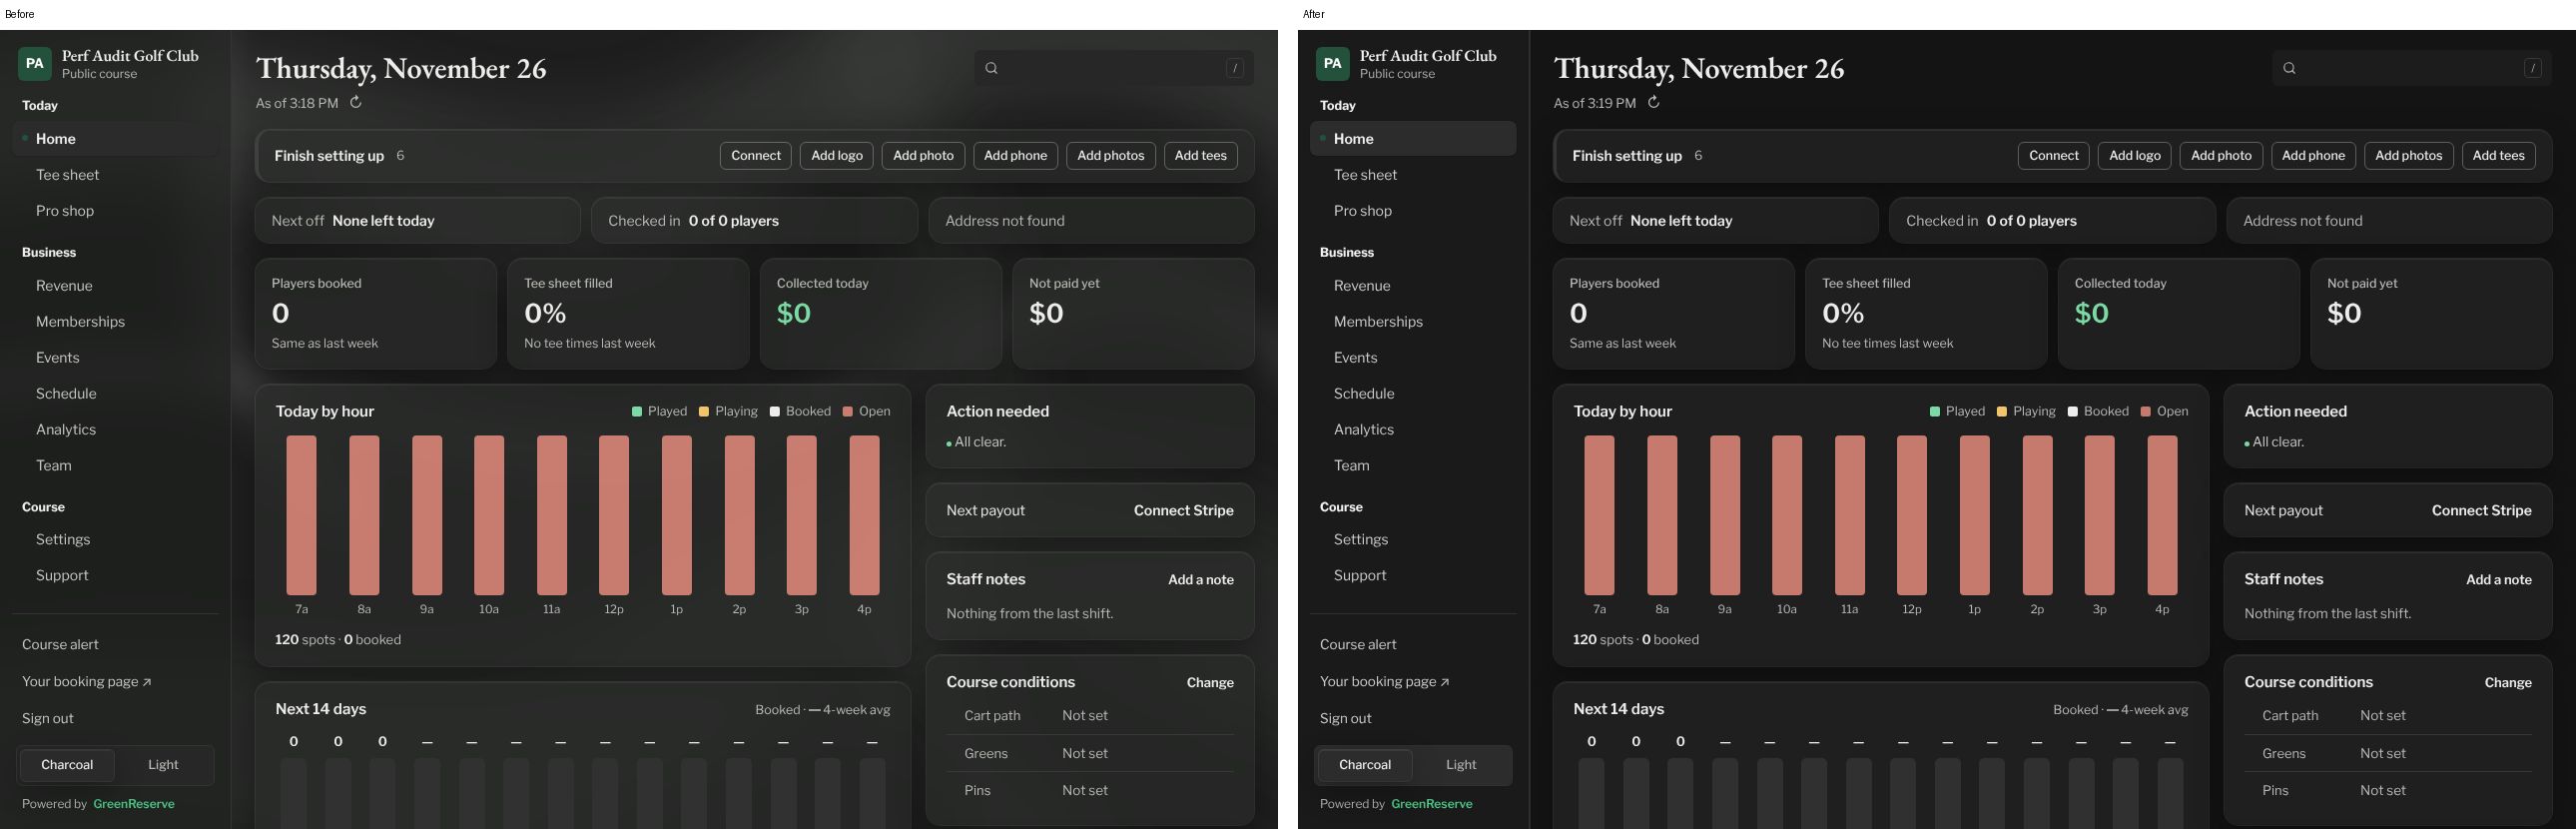 Before
PA
Perf Audit Golf Club
Public course
Today
Home
Tee sheet
Pro shop
Business
Revenue
Memberships
Events
Schedule
Analytics
Team
Course
Settings
Support
Course alert
Your booking page ↗
Sign out
Charcoal Light
Powered by GreenReserve
Thursday, November 26
/
As of 3:18 PM
Finish setting up 6 Connect Add logo Add photo Add phone Add photos Add tees
Next off None left today Checked in 0 of 0 players Address not found
Players booked Tee sheet filled Collected today Not paid yet
0 0% $0 $0
Same as last week No tee times last week
Today by hour Played Playing Booked Open
7a 8a 9a 10a 11a 12p 1p 2p 3p 4p
120 spots · 0 booked
Next 14 days Booked · — 4-week avg
0 0 0 — — — — — — — — — — —
Action needed
All clear.
Next payout Connect Stripe
Staff notes Add a note
Nothing from the last shift.
Course conditions Change
Cart path Not set
Greens Not set
Pins Not set
After
PA
Perf Audit Golf Club
Public course
Today
Home
Tee sheet
Pro shop
Business
Revenue
Memberships
Events
Schedule
Analytics
Team
Course
Settings
Support
Course alert
Your booking page ↗
Sign out
Charcoal Light
Powered by GreenReserve
Thursday, November 26
/
As of 3:19 PM
Finish setting up 6 Connect Add logo Add photo Add phone Add photos Add tees
Next off None left today Checked in 0 of 0 players Address not found
Players booked Tee sheet filled Collected today Not paid yet
0 0% $0 $0
Same as last week No tee times last week
Today by hour Played Playing Booked Open
7a 8a 9a 10a 11a 12p 1p 2p 3p 4p
120 spots · 0 booked
Next 14 days Booked · — 4-week avg
0 0 0 — — — — — — — — — — —
Action needed
All clear.
Next payout Connect Stripe
Staff notes Add a note
Nothing from the last shift.
Course conditions Change
Cart path Not set
Greens Not set
Pins Not set